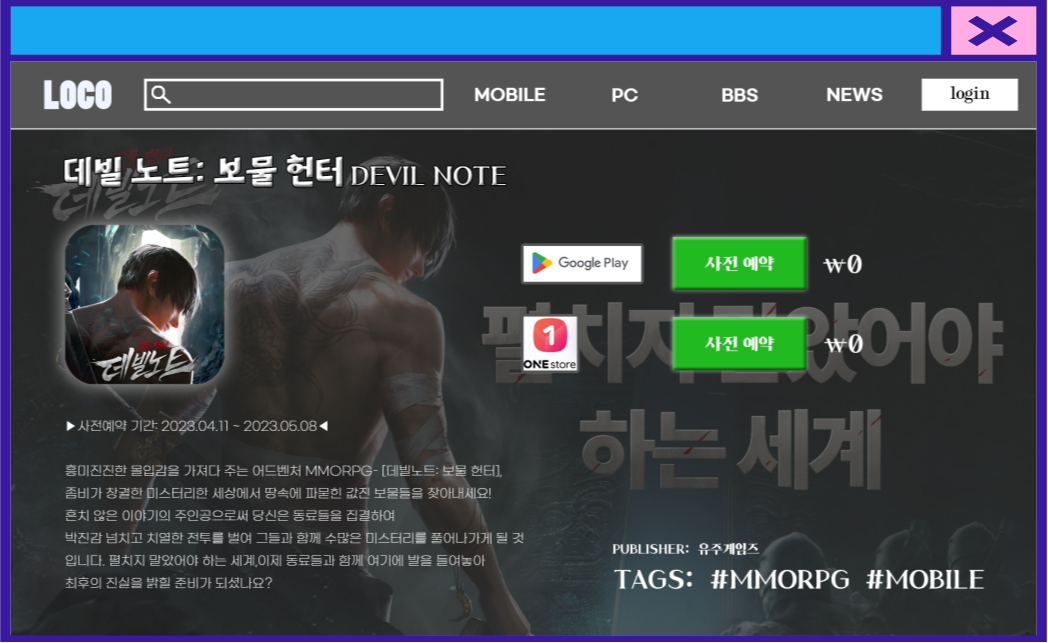 LOGO
MOBILE PC BBS NEWS login
데빌 노트: 보물 헌터 DEVIL NOTE
데빌노트
데빌노트
Google Play 사전 예약 ₩0
펼치지 말았어야
ONE store 사전 예약 ₩0
하는 세계
▶사전예약 기간: 2023.04.11 ~ 2023.05.08◀
흥미진진한 몰입감을 가져다 주는 어드벤처 MMORPG- [데빌노트: 보물 헌터],
좀비가 창궐한 미스터리한 세상에서 땅속에 파묻힌 값진 보물들을 찾아내세요!
흔치 않은 이야기의 주인공으로써 당신은 동료들을 집결하여
박진감 넘치고 치열한 전투를 벌여 그들과 함께 수많은 미스터리를 풀어나가게 될 것
입니다. 펼치지 말았어야 하는 세계,이제 동료들과 함께 여기에 발을 들여놓아
최후의 진실을 밝힐 준비가 되셨나요?
PUBLISHER: 유주게임즈
TAGS: #MMORPG #MOBILE